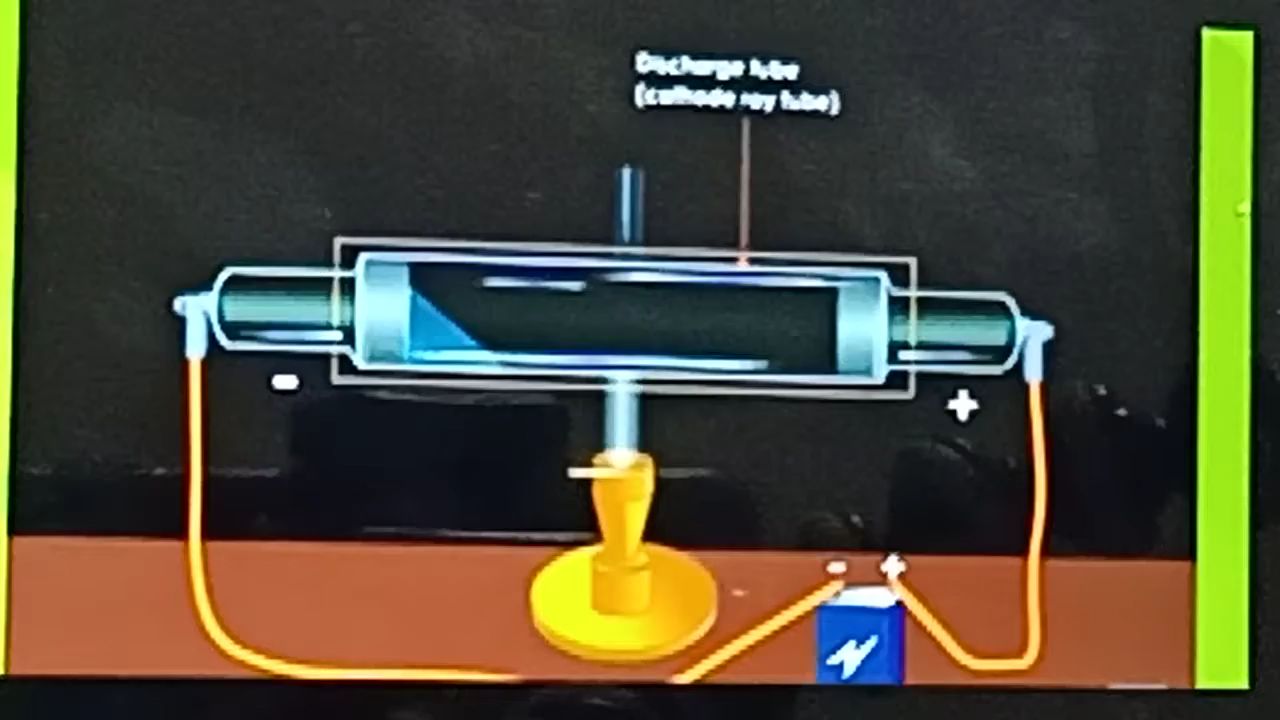 Discharge tube
(cathode ray tube)
-
+
- +